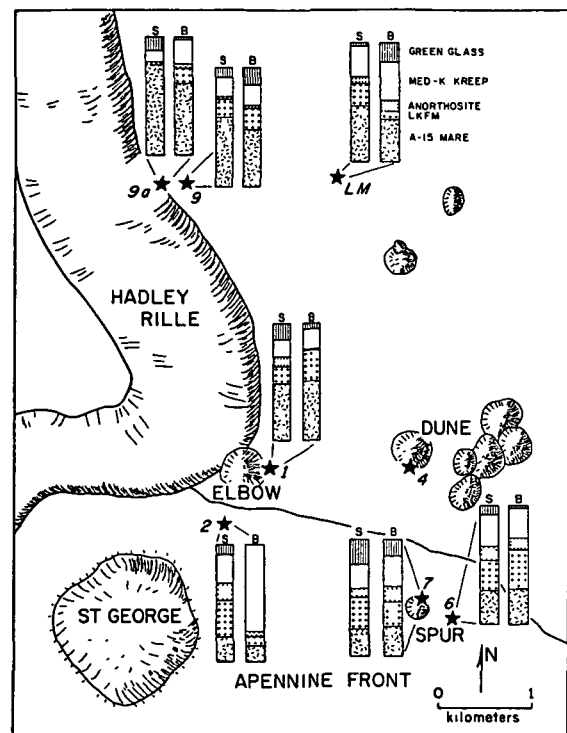 S B
S B
S B
GREEN GLASS
MED-K KREEP
ANORTHOSITE
LKFM
A-15 MARE
9a
9
LM
HADLEY
RILLE
S B
DUNE
4
1
ELBOW
2
S B
S B
S B
7
6
ST GEORGE
SPUR
N
APENNINE FRONT
0 1
kilometers